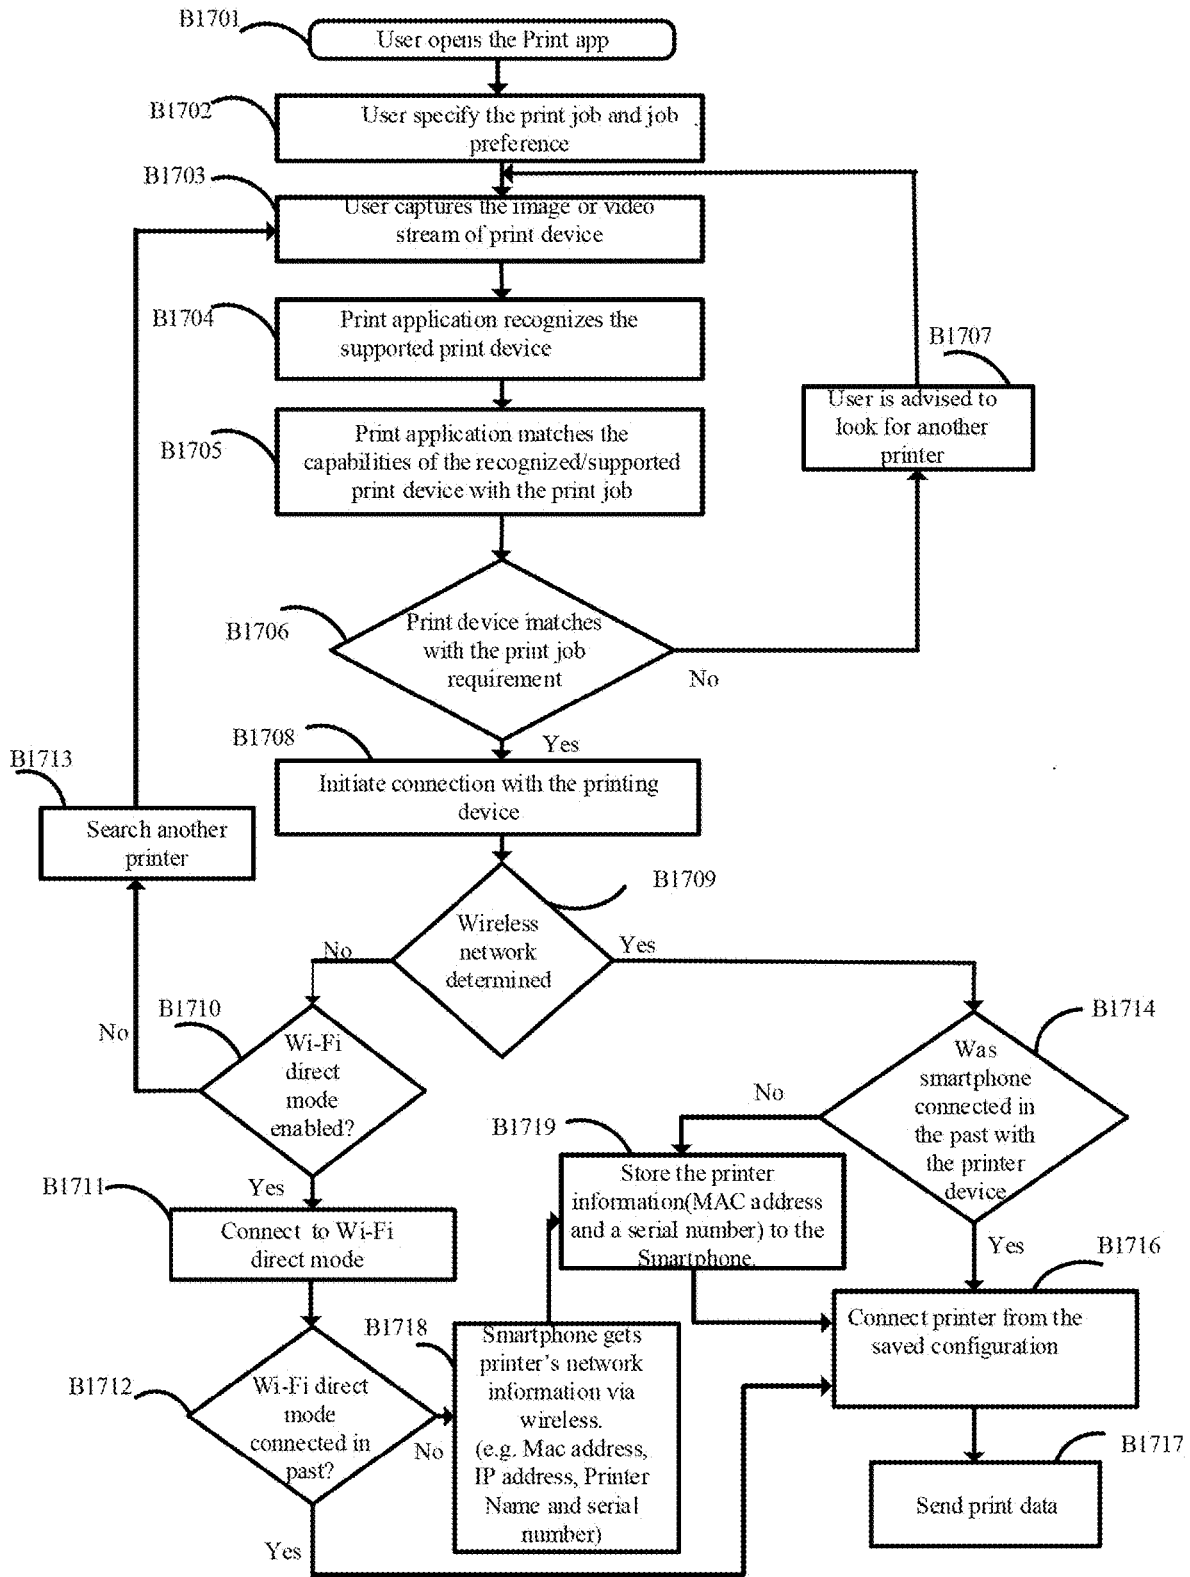 B1701
User opens the Print app
B1702
User specify the print job and job
preference
B1703
User captures the image or video
stream of print device
B1704
Print application recognizes the
supported print device
B1707
User is advised to
look for another
printer
B1705
Print application matches the
capabilities of the recognized/supported
print device with the print job
B1706
Print device matches
with the print job
requirement
No
Yes
B1708
Initiate connection with the printing
device
B1713
Search another
printer
B1709
Wireless
network
determined
No
Yes
B1710
Wi-Fi
direct
mode
enabled?
No
Yes
B1714
Was
smartphone
connected in
the past with
the printer
device
No
Yes
B1719
Store the printer
information(MAC address
and a serial number) to the
Smartphone.
B1711
Connect to Wi-Fi
direct mode
B1716
Connect printer from the
saved configuration
B1712
Wi-Fi direct
mode
connected in
past?
No
Yes
B1718
Smartphone gets
printer's network
information via
wireless.
(e.g. Mac address,
IP address, Printer
Name and serial
number)
B1717
Send print data